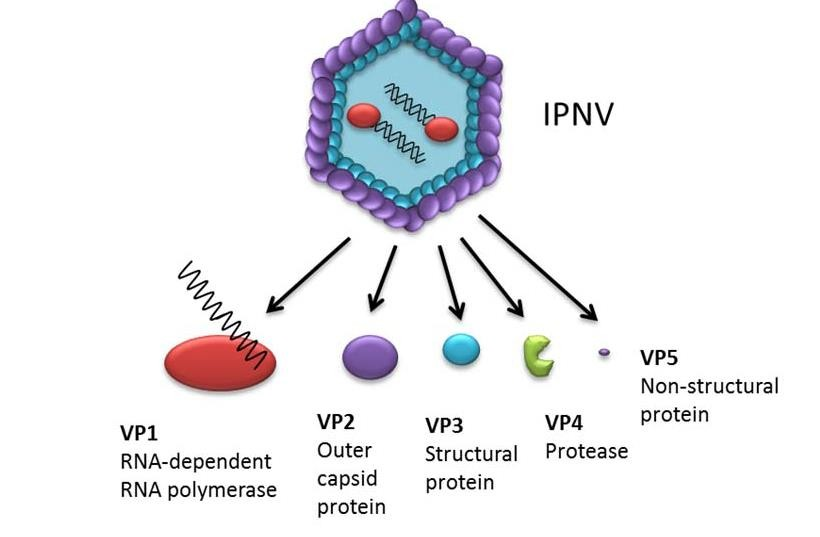 IPNV
VP1
RNA-dependent
RNA polymerase
VP2
Outer
capsid
protein
VP3
Structural
protein
VP4
Protease
VP5
Non-structural
protein